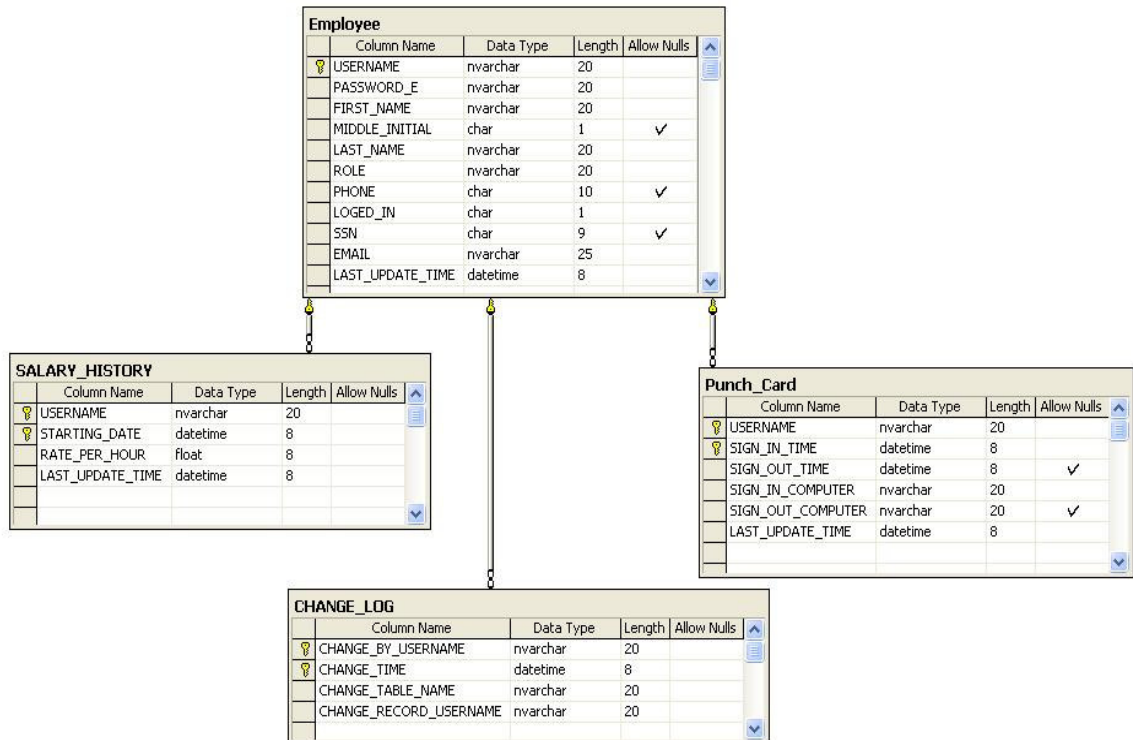 Employee
Column Name Data Type Length Allow Nulls
USERNAME nvarchar 20
PASSWORD_E nvarchar 20
FIRST_NAME nvarchar 20
MIDDLE_INITIAL char 1
LAST_NAME nvarchar 20
ROLE nvarchar 20
PHONE char 10
LOGED_IN char 1
SSN char 9
EMAIL nvarchar 25
LAST_UPDATE_TIME datetime 8
SALARY_HISTORY
Column Name Data Type Length Allow Nulls
USERNAME nvarchar 20
STARTING_DATE datetime 8
RATE_PER_HOUR float 8
LAST_UPDATE_TIME datetime 8
Punch_Card
Column Name Data Type Length Allow Nulls
USERNAME nvarchar 20
SIGN_IN_TIME datetime 8
SIGN_OUT_TIME datetime 8
SIGN_IN_COMPUTER nvarchar 20
SIGN_OUT_COMPUTER nvarchar 20
LAST_UPDATE_TIME datetime 8
CHANGE_LOG
Column Name Data Type Length Allow Nulls
CHANGE_BY_USERNAME nvarchar 20
CHANGE_TIME datetime 8
CHANGE_TABLE_NAME nvarchar 20
CHANGE_RECORD_USERNAME nvarchar 20